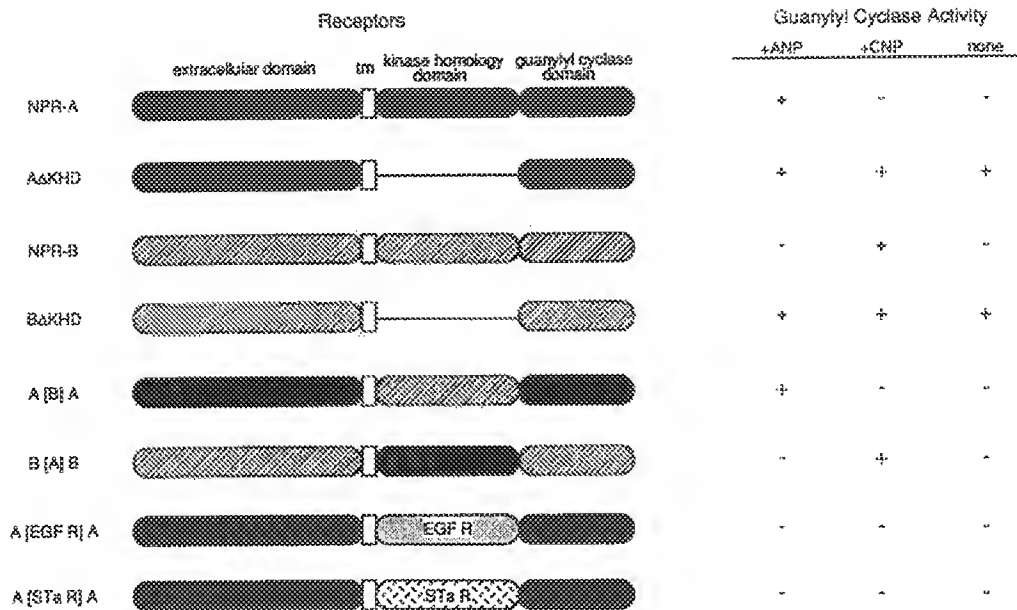 Receptors
Guanylyl Cyclase Activity
+ANP +CNP none
extracellular domain tm kinase homology domain guanylyl cyclase domain
NPR-A + - -
AΔKHD + + +
NPR-B - + -
BΔKHD + + +
A [B] A + - -
B [A] B - + -
A [EGF R] A EGF R - - -
A [STa R] A STa R - - -